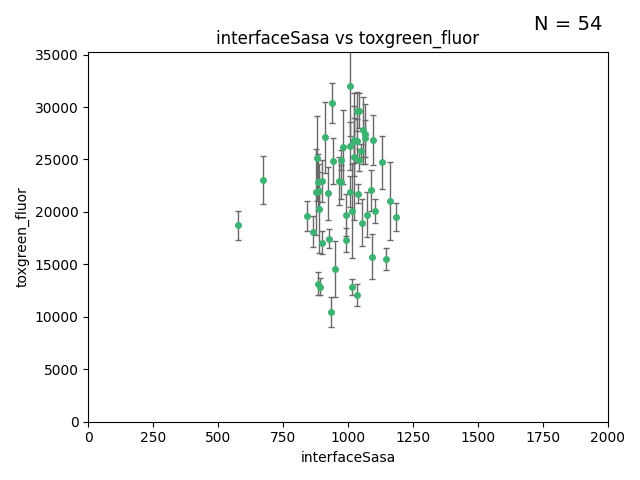 N = 54
interfaceSasa vs toxgreen_fluor
35000
30000
25000
20000
15000
10000
5000
0
toxgreen_fluor
0 250 500 750 1000 1250 1500 1750 2000
interfaceSasa